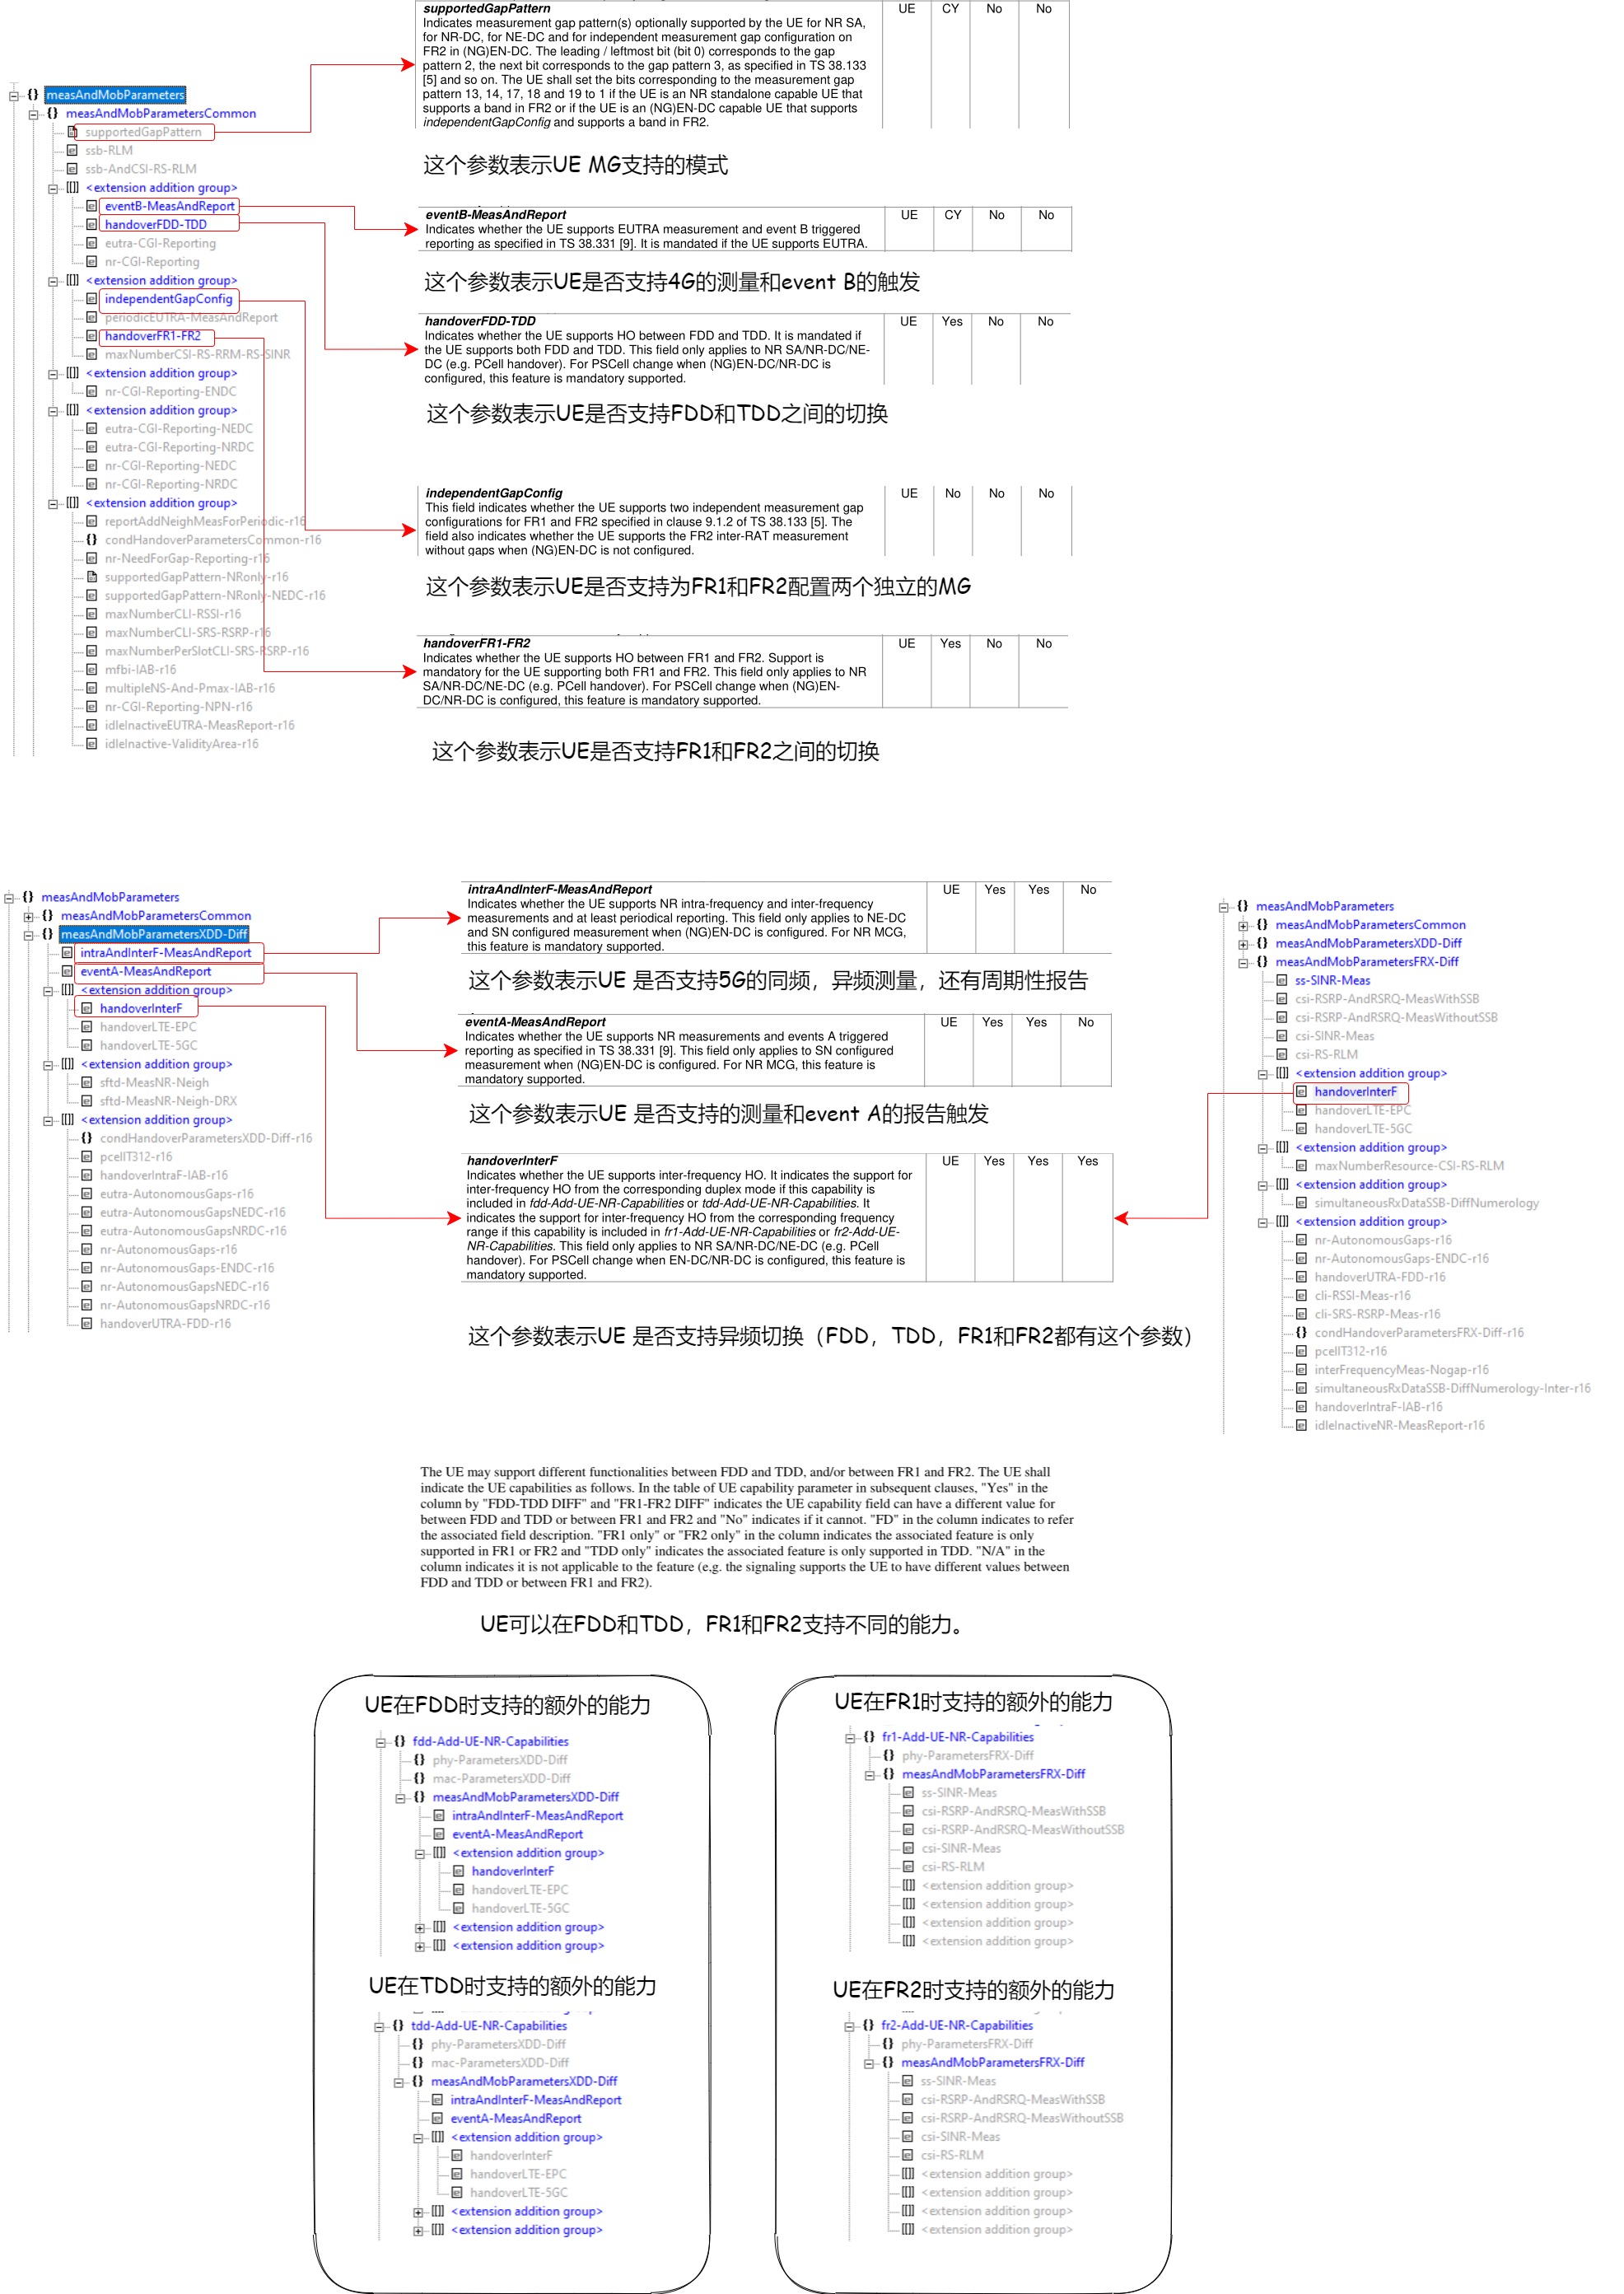 supportedGapPattern UE CY No No
Indicates measurement gap pattern(s) optionally supported by the UE for NR SA,
for NR-DC, for NE-DC and for independent measurement gap configuration on
FR2 in (NG)EN-DC. The leading / leftmost bit (bit 0) corresponds to the gap
pattern 2, the next bit corresponds to the gap pattern 3, as specified in TS 38.133
[5] and so on. The UE shall set the bits corresponding to the measurement gap
pattern 13, 14, 17, 18 and 19 to 1 if the UE is an NR standalone capable UE that
supports a band in FR2 or if the UE is an (NG)EN-DC capable UE that supports
independentGapConfig and supports a band in FR2.
这个参数表示UE MG支持的模式
eventB-MeasAndReport UE CY No No
Indicates whether the UE supports EUTRA measurement and event B triggered
reporting as specified in TS 38.331 [9]. It is mandated if the UE supports EUTRA.
这个参数表示UE是否支持4G的测量和event B的触发
handoverFDD-TDD UE Yes No No
Indicates whether the UE supports HO between FDD and TDD. It is mandated if
the UE supports both FDD and TDD. This field only applies to NR SA/NR-DC/NE-
DC (e.g. PCell handover). For PSCell change when (NG)EN-DC/NR-DC is
configured, this feature is mandatory supported.
这个参数表示UE是否支持FDD和TDD之间的切换
independentGapConfig UE No No No
This field indicates whether the UE supports two independent measurement gap
configurations for FR1 and FR2 specified in clause 9.1.2 of TS 38.133 [5]. The
field also indicates whether the UE supports the FR2 inter-RAT measurement
without gaps when (NG)EN-DC is not configured.
这个参数表示UE是否支持为FR1和FR2配置两个独立的MG
handoverFR1-FR2 UE Yes No No
Indicates whether the UE supports HO between FR1 and FR2. Support is
mandatory for the UE supporting both FR1 and FR2. This field only applies to NR
SA/NR-DC/NE-DC (e.g. PCell handover). For PSCell change when (NG)EN-
DC/NR-DC is configured, this feature is mandatory supported.
这个参数表示UE是否支持FR1和FR2之间的切换
measAndMobParameters
measAndMobParametersCommon
supportedGapPattern
ssb-RLM
ssb-AndCSI-RS-RLM
<extension addition group>
eventB-MeasAndReport
handoverFDD-TDD
eutra-CGI-Reporting
nr-CGI-Reporting
<extension addition group>
independentGapConfig
periodicEUTRA-MeasAndReport
handoverFR1-FR2
maxNumberCSI-RS-RRM-RS-SINR
<extension addition group>
nr-CGI-Reporting-ENDC
<extension addition group>
eutra-CGI-Reporting-NEDC
eutra-CGI-Reporting-NRDC
nr-CGI-Reporting-NEDC
nr-CGI-Reporting-NRDC
<extension addition group>
reportAddNeighMeasForPeriodic-r16
condHandoverParametersCommon-r16
nr-NeedForGap-Reporting-r16
supportedGapPattern-NRonly-r16
supportedGapPattern-NRonly-NEDC-r16
maxNumberCLI-RSSI-r16
maxNumberCLI-SRS-RSRP-r16
maxNumberPerSlotCLI-SRS-RSRP-r16
mfbi-IAB-r16
multipleNS-And-Pmax-IAB-r16
nr-CGI-Reporting-NPN-r16
idleInactiveEUTRA-MeasReport-r16
idleInactive-ValidityArea-r16
measAndMobParameters
measAndMobParametersCommon
measAndMobParametersXDD-Diff
intraAndInterF-MeasAndReport
eventA-MeasAndReport
<extension addition group>
handoverInterF
handoverLTE-EPC
handoverLTE-5GC
<extension addition group>
sftd-MeasNR-Neigh
sftd-MeasNR-Neigh-DRX
<extension addition group>
condHandoverParametersXDD-Diff-r16
pcellT312-r16
handoverIntraF-IAB-r16
eutra-AutonomousGaps-r16
eutra-AutonomousGapsNEDC-r16
eutra-AutonomousGapsNRDC-r16
nr-AutonomousGaps-r16
nr-AutonomousGaps-ENDC-r16
nr-AutonomousGapsNEDC-r16
nr-AutonomousGapsNRDC-r16
handoverUTRA-FDD-r16
intraAndInterF-MeasAndReport UE Yes Yes No
Indicates whether the UE supports NR intra-frequency and inter-frequency
measurements and at least periodical reporting. This field only applies to NE-DC
and SN configured measurement when (NG)EN-DC is configured. For NR MCG,
this feature is mandatory supported.
这个参数表示UE 是否支持5G的同频，异频测量，还有周期性报告
eventA-MeasAndReport UE Yes Yes No
Indicates whether the UE supports NR measurements and events A triggered
reporting as specified in TS 38.331 [9]. This field only applies to SN configured
measurement when (NG)EN-DC is configured. For NR MCG, this feature is
mandatory supported.
这个参数表示UE 是否支持的测量和event A的报告触发
handoverInterF UE Yes Yes Yes
Indicates whether the UE supports inter-frequency HO. It indicates the support for
inter-frequency HO from the corresponding duplex mode if this capability is
included in fdd-Add-UE-NR-Capabilities or tdd-Add-UE-NR-Capabilities. It
indicates the support for inter-frequency HO from the corresponding frequency
range if this capability is included in fr1-Add-UE-NR-Capabilities or fr2-Add-UE-
NR-Capabilities. This field only applies to NR SA/NR-DC/NE-DC (e.g. PCell
handover). For PSCell change when EN-DC/NR-DC is configured, this feature is
mandatory supported.
这个参数表示UE 是否支持异频切换（FDD，TDD，FR1和FR2都有这个参数）
measAndMobParameters
measAndMobParametersCommon
measAndMobParametersXDD-Diff
measAndMobParametersFRX-Diff
ss-SINR-Meas
csi-RSRP-AndRSRQ-MeasWithSSB
csi-RSRP-AndRSRQ-MeasWithoutSSB
csi-SINR-Meas
csi-RS-RLM
<extension addition group>
handoverInterF
handoverLTE-EPC
handoverLTE-5GC
<extension addition group>
maxNumberResource-CSI-RS-RLM
<extension addition group>
simultaneousRxDataSSB-DiffNumerology
<extension addition group>
nr-AutonomousGaps-r16
nr-AutonomousGaps-ENDC-r16
handoverUTRA-FDD-r16
cli-RSSI-Meas-r16
cli-SRS-RSRP-Meas-r16
condHandoverParametersFRX-Diff-r16
pcellT312-r16
interFrequencyMeas-Nogap-r16
simultaneousRxDataSSB-DiffNumerology-Inter-r16
handoverIntraF-IAB-r16
idleInactiveNR-MeasReport-r16
The UE may support different functionalities between FDD and TDD, and/or between FR1 and FR2. The UE shall
indicate the UE capabilities as follows. In the table of UE capability parameter in subsequent clauses, "Yes" in the
column by "FDD-TDD DIFF" and "FR1-FR2 DIFF" indicates the UE capability field can have a different value for
between FDD and TDD or between FR1 and FR2 and "No" indicates if it cannot. "FD" in the column indicates to refer
the associated field description. "FR1 only" or "FR2 only" in the column indicates the associated feature is only
supported in FR1 or FR2 and "TDD only" indicates the associated feature is only supported in TDD. "N/A" in the
column indicates it is not applicable to the feature (e,g. the signaling supports the UE to have different values between
FDD and TDD or between FR1 and FR2).
UE可以在FDD和TDD，FR1和FR2支持不同的能力。
UE在FDD时支持的额外的能力
fdd-Add-UE-NR-Capabilities
phy-ParametersXDD-Diff
mac-ParametersXDD-Diff
measAndMobParametersXDD-Diff
intraAndInterF-MeasAndReport
eventA-MeasAndReport
<extension addition group>
handoverInterF
handoverLTE-EPC
handoverLTE-5GC
<extension addition group>
<extension addition group>
UE在TDD时支持的额外的能力
tdd-Add-UE-NR-Capabilities
phy-ParametersXDD-Diff
mac-ParametersXDD-Diff
measAndMobParametersXDD-Diff
intraAndInterF-MeasAndReport
eventA-MeasAndReport
<extension addition group>
handoverInterF
handoverLTE-EPC
handoverLTE-5GC
<extension addition group>
<extension addition group>
UE在FR1时支持的额外的能力
fr1-Add-UE-NR-Capabilities
phy-ParametersFRX-Diff
measAndMobParametersFRX-Diff
ss-SINR-Meas
csi-RSRP-AndRSRQ-MeasWithSSB
csi-RSRP-AndRSRQ-MeasWithoutSSB
csi-SINR-Meas
csi-RS-RLM
<extension addition group>
<extension addition group>
<extension addition group>
<extension addition group>
UE在FR2时支持的额外的能力
fr2-Add-UE-NR-Capabilities
phy-ParametersFRX-Diff
measAndMobParametersFRX-Diff
ss-SINR-Meas
csi-RSRP-AndRSRQ-MeasWithSSB
csi-RSRP-AndRSRQ-MeasWithoutSSB
csi-SINR-Meas
csi-RS-RLM
<extension addition group>
<extension addition group>
<extension addition group>
<extension addition group>